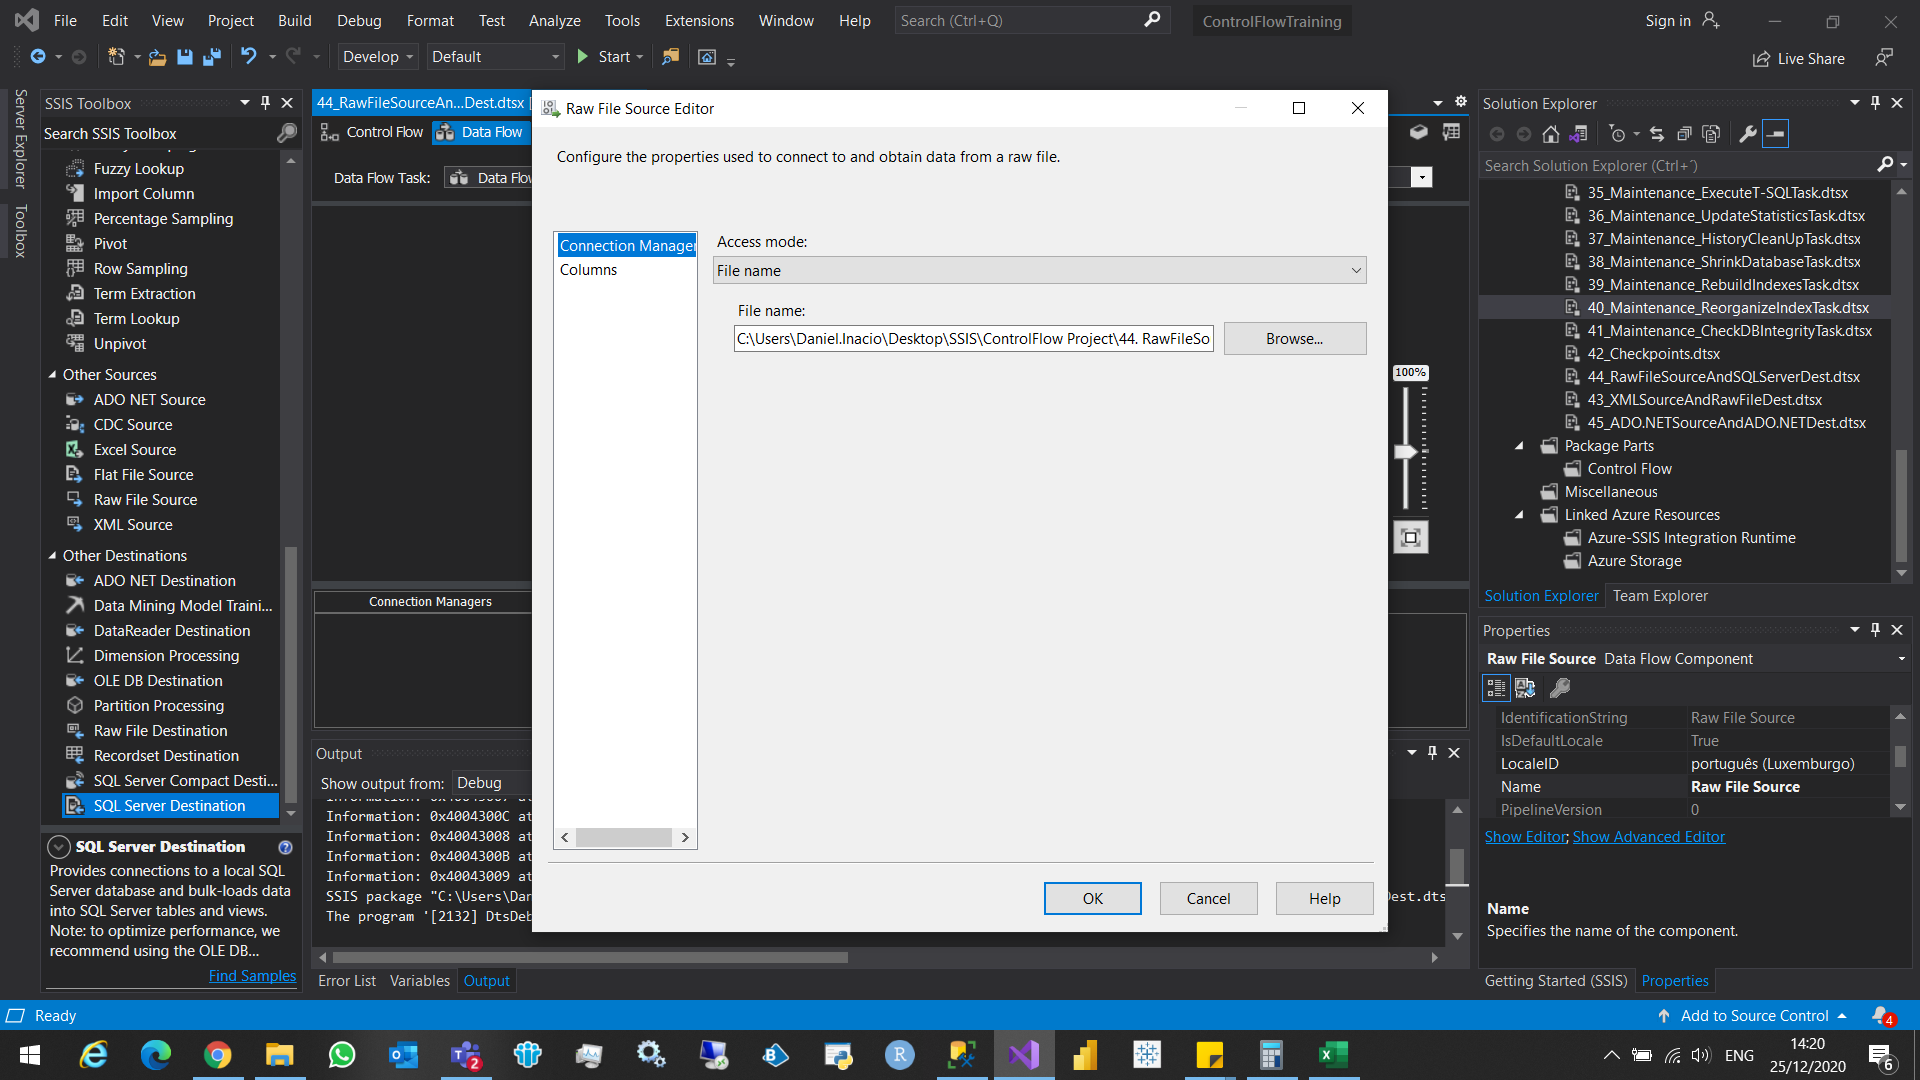 File Edit View Project Build Debug Format Test Analyze Tools Extensions Window Help Search (Ctrl+Q) ControlFlowTraining Sign in
Develop Default Start Live Share
Server Explorer
Toolbox
SSIS Toolbox
Search SSIS Toolbox
Fuzzy Lookup
Import Column
Percentage Sampling
Pivot
Row Sampling
Term Extraction
Term Lookup
Unpivot
Other Sources
ADO NET Source
CDC Source
Excel Source
Flat File Source
Raw File Source
XML Source
Other Destinations
ADO NET Destination
Data Mining Model Traini...
DataReader Destination
Dimension Processing
OLE DB Destination
Partition Processing
Raw File Destination
Recordset Destination
SQL Server Compact Desti...
SQL Server Destination
SQL Server Destination
Provides connections to a local SQL
Server database and bulk-loads data
into SQL Server tables and views.
Note: to optimize performance, we
recommend using the OLE DB...
Find Samples
44_RawFileSourceAn...Dest.dtsx
Control Flow Data Flow
Data Flow Task: Data Flow
Raw File Source Editor
Configure the properties used to connect to and obtain data from a raw file.
Connection Manager
Columns
Access mode:
File name
File name:
C:\Users\Daniel.Inacio\Desktop\SSIS\ControlFlow Project\44. RawFileSo
Browse...
OK Cancel Help
100%
Connection Managers
Output
Show output from: Debug
Information: 0x4004300C at
Information: 0x40043008 at
Information: 0x4004300B at
Information: 0x40043009 at
SSIS package "C:\Users\Dan Dest.dts
The program '[2132] DtsDeb
Error List Variables Output
Solution Explorer
Search Solution Explorer (Ctrl+´)
35_Maintenance_ExecuteT-SQLTask.dtsx
36_Maintenance_UpdateStatisticsTask.dtsx
37_Maintenance_HistoryCleanUpTask.dtsx
38_Maintenance_ShrinkDatabaseTask.dtsx
39_Maintenance_RebuildIndexesTask.dtsx
40_Maintenance_ReorganizeIndexTask.dtsx
41_Maintenance_CheckDBIntegrityTask.dtsx
42_Checkpoints.dtsx
44_RawFileSourceAndSQLServerDest.dtsx
43_XMLSourceAndRawFileDest.dtsx
45_ADO.NETSourceAndADO.NETDest.dtsx
Package Parts
Control Flow
Miscellaneous
Linked Azure Resources
Azure-SSIS Integration Runtime
Azure Storage
Solution Explorer Team Explorer
Properties
Raw File Source Data Flow Component
IdentificationString Raw File Source
IsDefaultLocale True
LocaleID português (Luxemburgo)
Name Raw File Source
PipelineVersion 0
Show Editor; Show Advanced Editor
Name
Specifies the name of the component.
Getting Started (SSIS) Properties
Ready Add to Source Control 4
2 ENG 14:20
25/12/2020 6